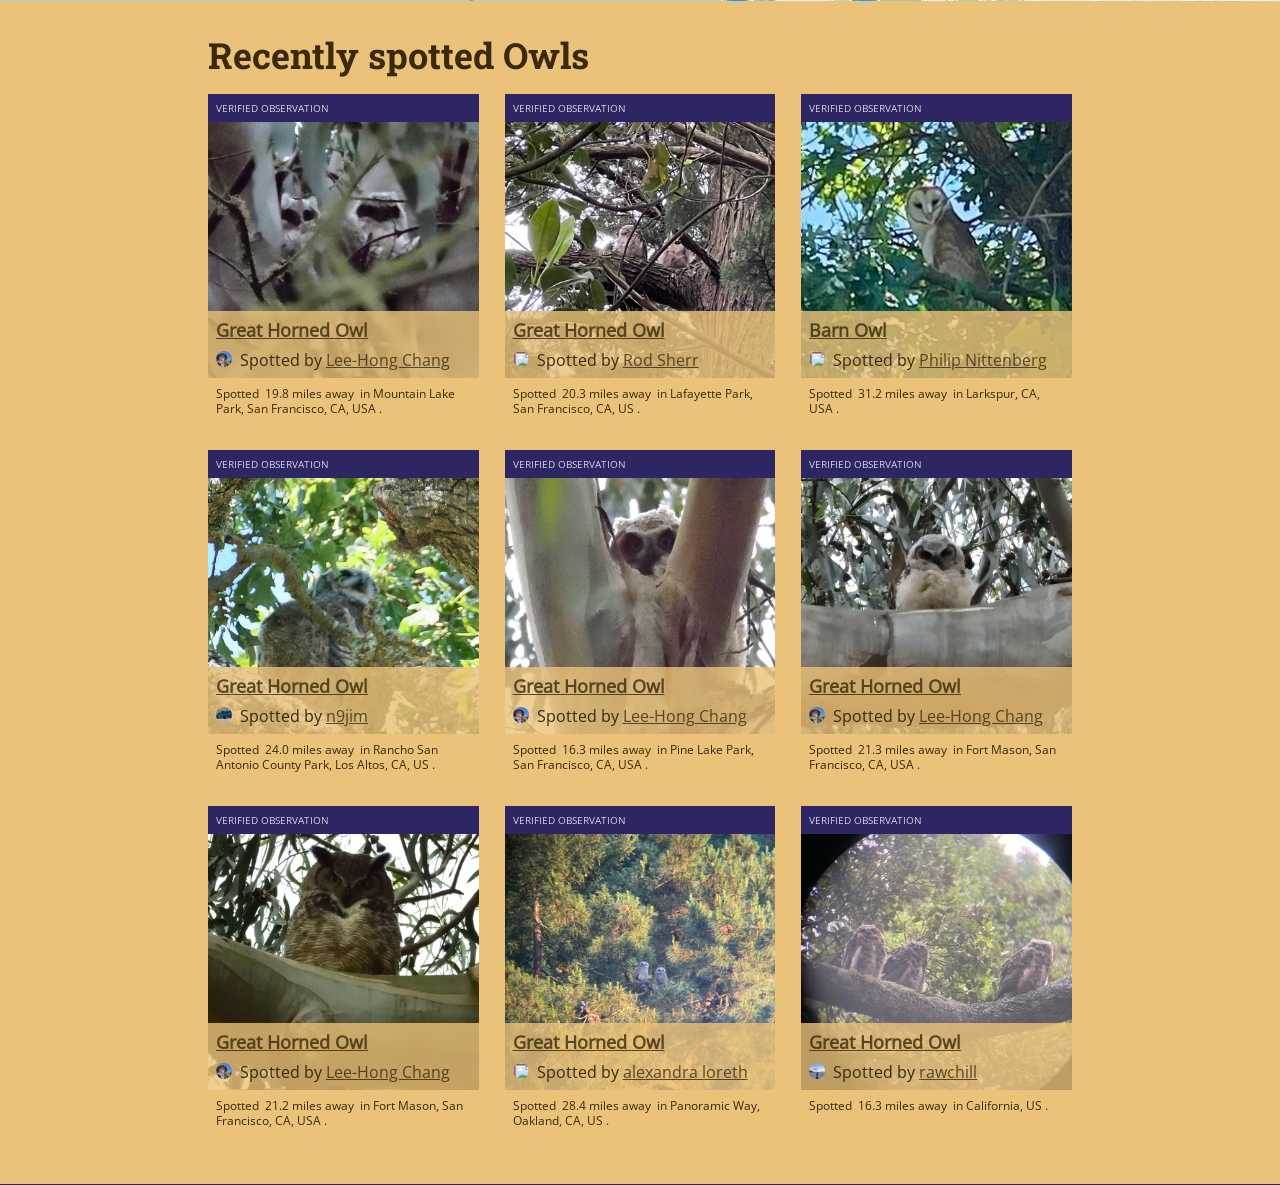 Recently spotted Owls
VERIFIED OBSERVATION
Great Horned Owl
Spotted by Lee-Hong Chang
Spotted 19.8 miles away in Mountain Lake
Park, San Francisco, CA, USA .
VERIFIED OBSERVATION
Great Horned Owl
Spotted by Rod Sherr
Spotted 20.3 miles away in Lafayette Park,
San Francisco, CA, US .
VERIFIED OBSERVATION
Barn Owl
Spotted by Philip Nittenberg
Spotted 31.2 miles away in Larkspur, CA,
USA .
VERIFIED OBSERVATION
Great Horned Owl
Spotted by n9jim
Spotted 24.0 miles away in Rancho San
Antonio County Park, Los Altos, CA, US .
VERIFIED OBSERVATION
Great Horned Owl
Spotted by Lee-Hong Chang
Spotted 16.3 miles away in Pine Lake Park,
San Francisco, CA, USA .
VERIFIED OBSERVATION
Great Horned Owl
Spotted by Lee-Hong Chang
Spotted 21.3 miles away in Fort Mason, San
Francisco, CA, USA .
VERIFIED OBSERVATION
Great Horned Owl
Spotted by Lee-Hong Chang
Spotted 21.2 miles away in Fort Mason, San
Francisco, CA, USA .
VERIFIED OBSERVATION
Great Horned Owl
Spotted by alexandra loreth
Spotted 28.4 miles away in Panoramic Way,
Oakland, CA, US .
VERIFIED OBSERVATION
Great Horned Owl
Spotted by rawchill
Spotted 16.3 miles away in California, US .